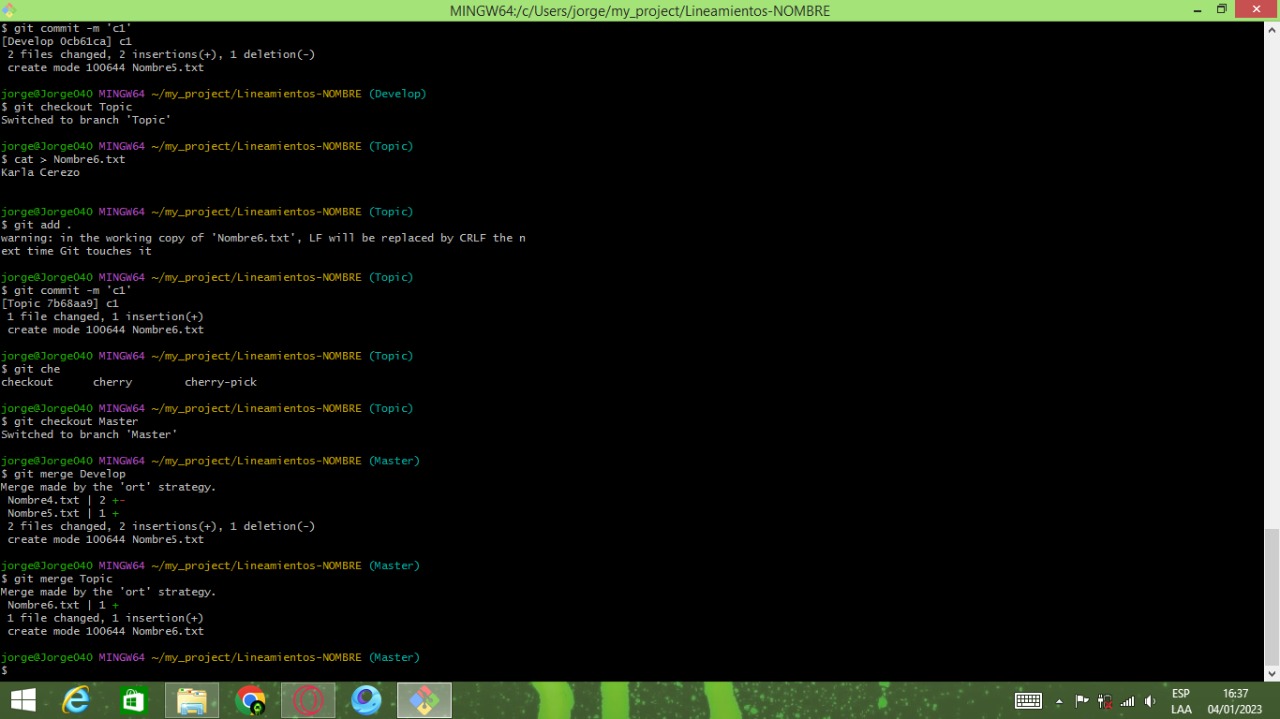 MINGW64:/c/Users/jorge/my_project/Lineamientos-NOMBRE
$ git commit -m 'c1'
[Develop 0cb61ca] c1
 2 files changed, 2 insertions(+), 1 deletion(-)
 create mode 100644 Nombre5.txt
jorge@Jorge040 MINGW64 ~/my_project/Lineamientos-NOMBRE (Develop)
$ git checkout Topic
Switched to branch 'Topic'
jorge@Jorge040 MINGW64 ~/my_project/Lineamientos-NOMBRE (Topic)
$ cat > Nombre6.txt
Karla Cerezo
jorge@Jorge040 MINGW64 ~/my_project/Lineamientos-NOMBRE (Topic)
$ git add .
warning: in the working copy of 'Nombre6.txt', LF will be replaced by CRLF the n
ext time Git touches it
jorge@Jorge040 MINGW64 ~/my_project/Lineamientos-NOMBRE (Topic)
$ git commit -m 'c1'
[Topic 7b68aa9] c1
 1 file changed, 1 insertion(+)
 create mode 100644 Nombre6.txt
jorge@Jorge040 MINGW64 ~/my_project/Lineamientos-NOMBRE (Topic)
$ git che
checkout      cherry        cherry-pick
jorge@Jorge040 MINGW64 ~/my_project/Lineamientos-NOMBRE (Topic)
$ git checkout Master
Switched to branch 'Master'
jorge@Jorge040 MINGW64 ~/my_project/Lineamientos-NOMBRE (Master)
$ git merge Develop
Merge made by the 'ort' strategy.
 Nombre4.txt | 2 +-
 Nombre5.txt | 1 +
 2 files changed, 2 insertions(+), 1 deletion(-)
 create mode 100644 Nombre5.txt
jorge@Jorge040 MINGW64 ~/my_project/Lineamientos-NOMBRE (Master)
$ git merge Topic
Merge made by the 'ort' strategy.
 Nombre6.txt | 1 +
 1 file changed, 1 insertion(+)
 create mode 100644 Nombre6.txt
jorge@Jorge040 MINGW64 ~/my_project/Lineamientos-NOMBRE (Master)
$
ESP 16:37
LAA 04/01/2023